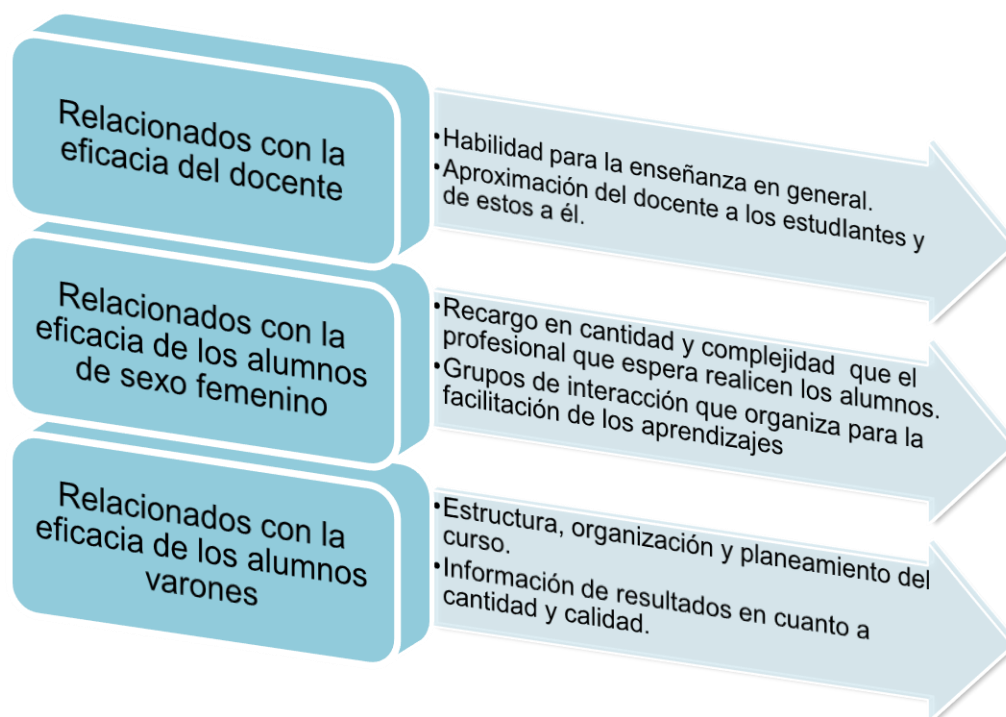 Relacionados con la
eficacia del docente
•Habilidad para la enseñanza en general.
•Aproximación del docente a los estudiantes y
de estos a él.
Relacionados con la
eficacia de los alumnos
de sexo femenino
•Recargo en cantidad y complejidad  que el
profesional que espera realicen los alumnos.
•Grupos de interacción que organiza para la
facilitación de los aprendizajes
Relacionados con la
eficacia de los alumnos
varones
•Estructura, organización y planeamiento del
curso.
•Información de resultados en cuanto a
cantidad y calidad.